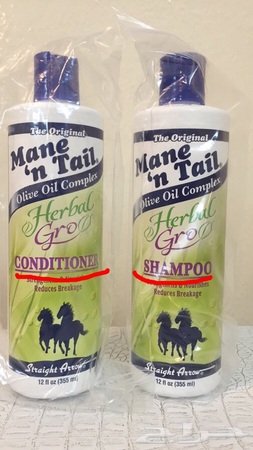 The Original
Mane 'n Tail
Olive Oil Complex
Herbal
Gro
CONDITIONER
Reduces Breakage
Straight Arrow
12 fl oz (355 ml)
The Original
Mane 'n Tail
Olive Oil Complex
Herbal
Gro
SHAMPOO
& Nourishes
Reduces Breakage
Straight Arrow
12 fl oz (355 ml)